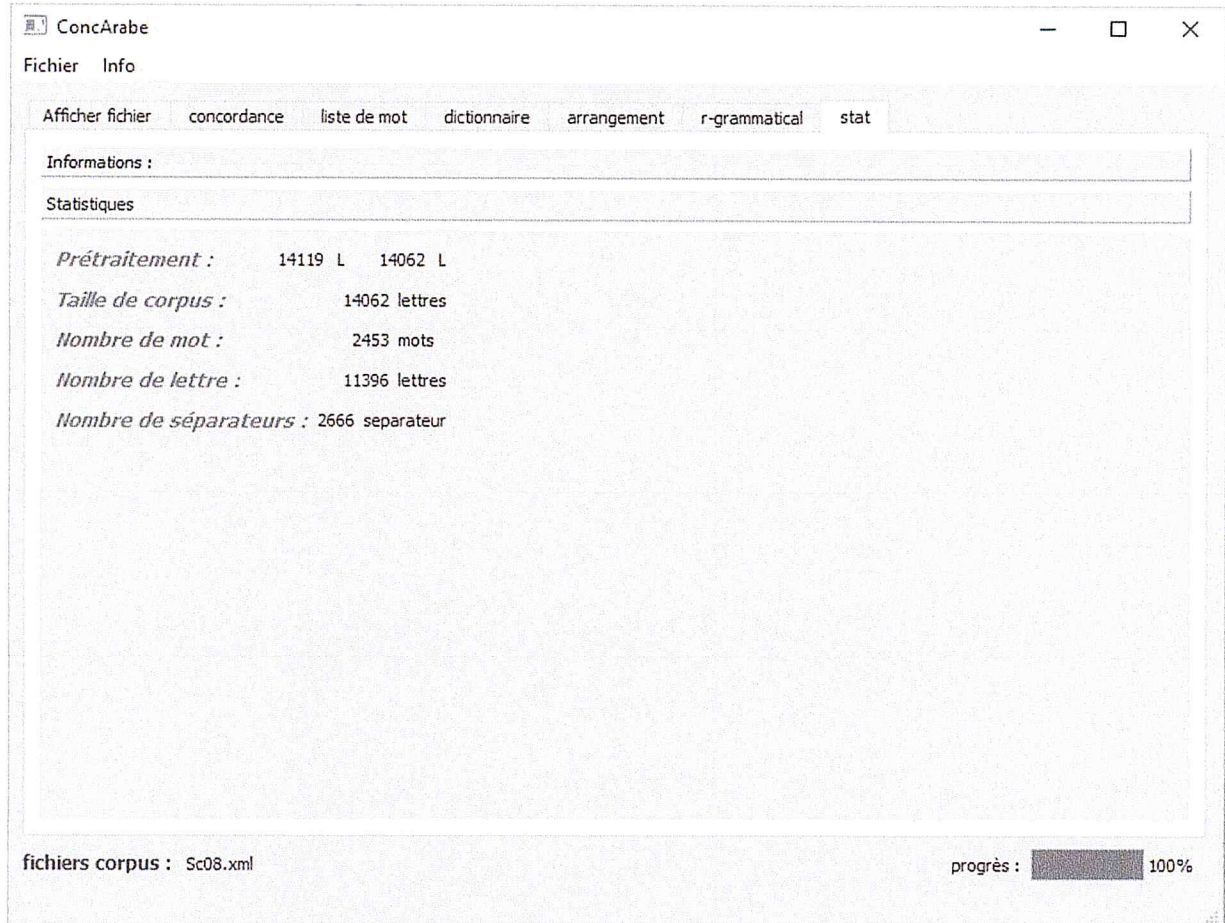 ConcArabe
Fichier Info
Afficher fichier concordance liste de mot dictionnaire arrangement r-grammatical stat
Informations :
Statistiques
Prétraitement : 14119 L 14062 L
Taille de corpus : 14062 lettres
Nombre de mot : 2453 mots
Nombre de lettre : 11396 lettres
Nombre de séparateurs : 2666 separateur
fichiers corpus : Sc08.xml progrès : 100%